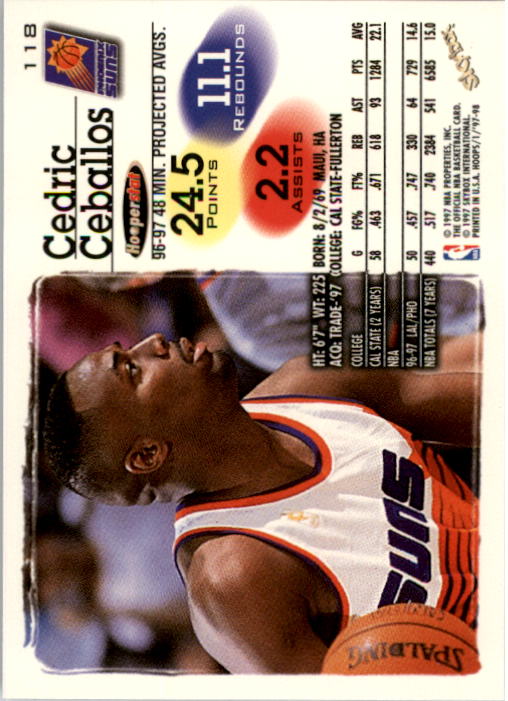 118
PHOENIX
SUNS
Cedric
Ceballos
Hooperstat
96-97 48 MIN. PROJECTED AVGS.
24.5
POINTS
11.1
REBOUNDS
2.2
ASSISTS
HT: 6'7" WT: 225 BORN: 8/2/69 MAUI, HA
ACQ: TRADE-'97 COLLEGE: CAL STATE-FULLERTON
COLLEGE G FG% FT% REB AST PTS AVG
CAL STATE (2 YEARS) 58 .463 .671 618 93 1284 22.1
NBA
96-97 LAL/PHO 50 .457 .747 330 64 729 14.6
NBA TOTALS (7 YEARS) 440 .517 .740 2384 541 6585 15.0
© 1997 NBA PROPERTIES, INC.
THE OFFICIAL NBA BASKETBALL CARD.
© 1997 SKYBOX INTERNATIONAL.
PRINTED IN U.S.A. HOOPS/1/'97-98
SKYBOX
SUNS
SPALDING